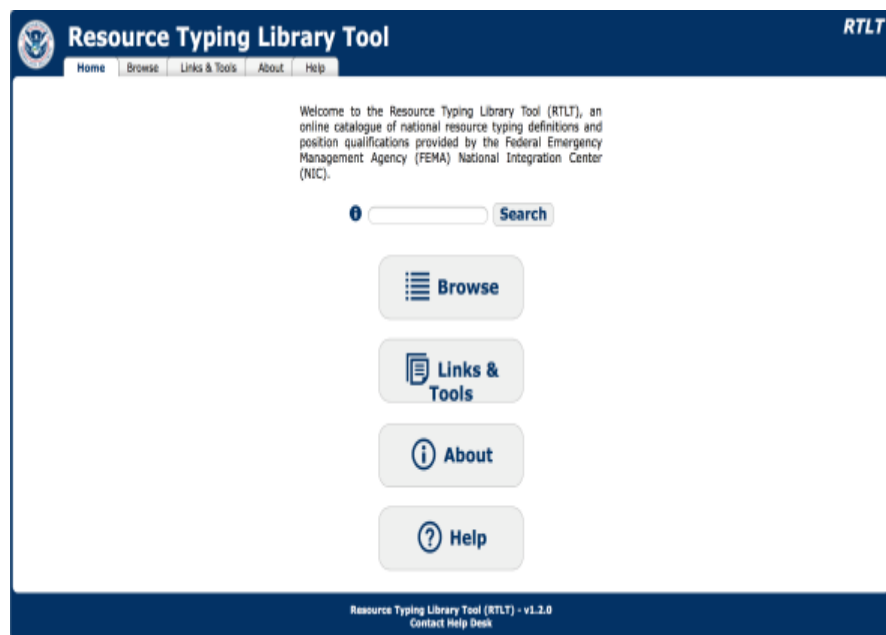 Resource Typing Library Tool
RTLT
Home Browse Links & Tools About Help
Welcome to the Resource Typing Library Tool (RTLT), an
online catalogue of national resource typing definitions and
position qualifications provided by the Federal Emergency
Management Agency (FEMA) National Integration Center
(NIC).
Search
Browse
Links &
Tools
About
Help
Resource Typing Library Tool (RTLT) - v1.2.0
Contact Help Desk